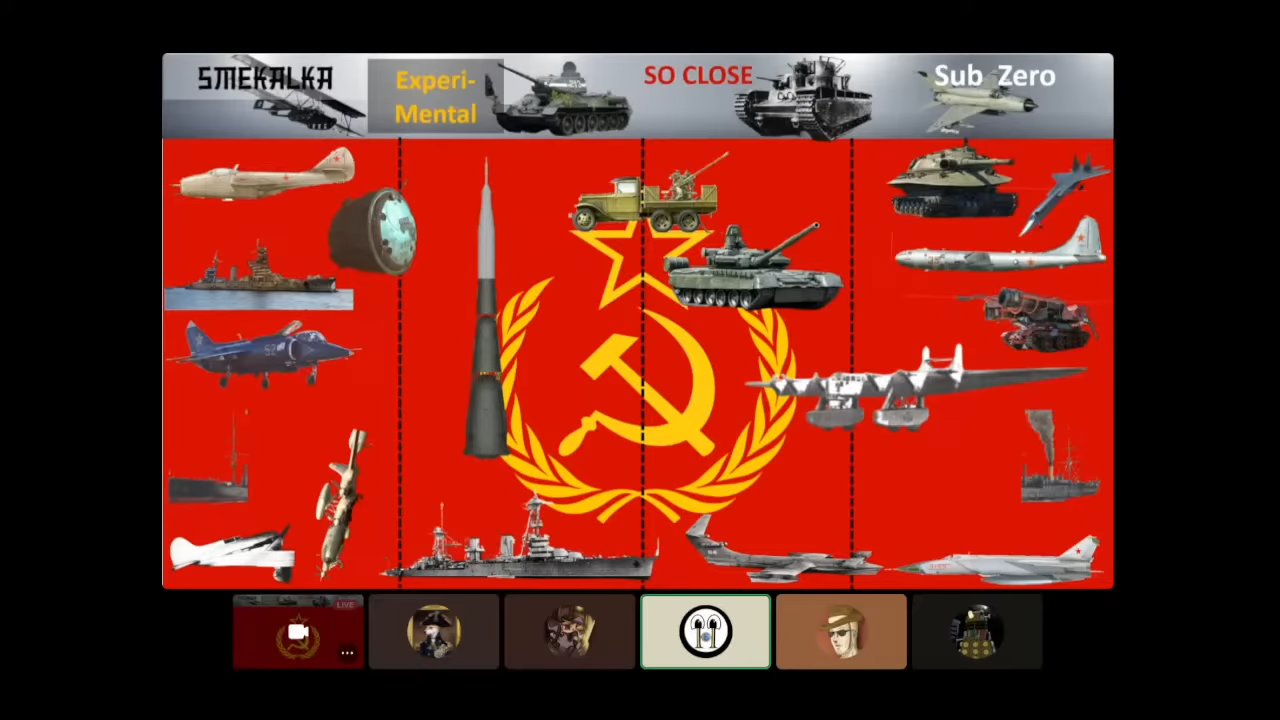 SMEKALKA
Experi-
Mental
SO CLOSE
Sub Zero
LIVE